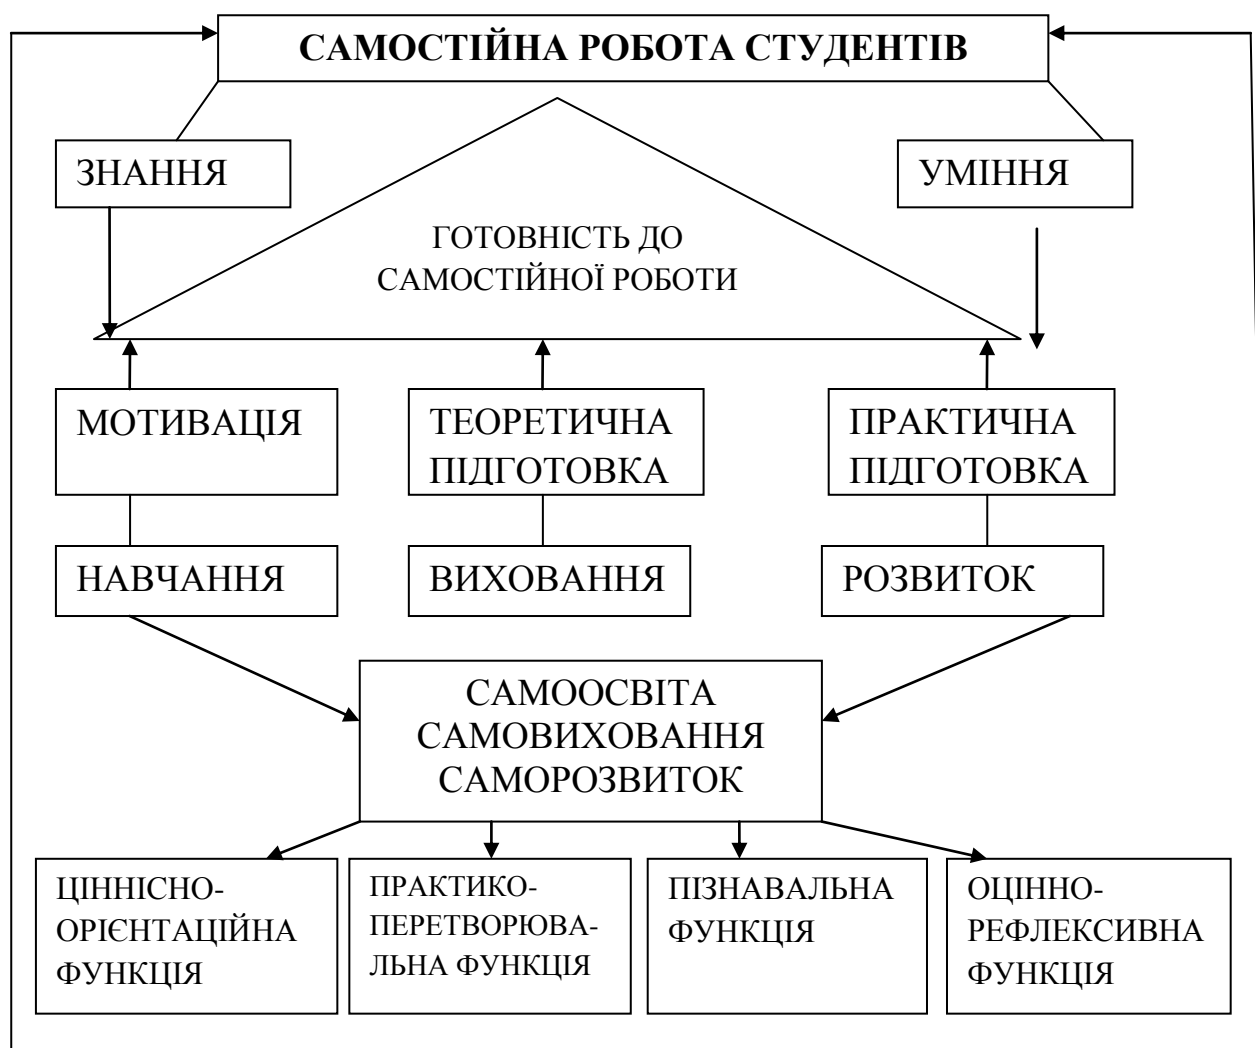 САМОСТІЙНА РОБОТА СТУДЕНТІВ
ЗНАННЯ
УМІННЯ
ГОТОВНІСТЬ ДО
САМОСТІЙНОЇ РОБОТИ
МОТИВАЦІЯ
ТЕОРЕТИЧНА
ПІДГОТОВКА
ПРАКТИЧНА
ПІДГОТОВКА
НАВЧАННЯ
ВИХОВАННЯ
РОЗВИТОК
САМООСВІТА
САМОВИХОВАННЯ
САМОРОЗВИТОК
ЦІННІСНО-
ОРІЄНТАЦІЙНА
ФУНКЦІЯ
ПРАКТИКО-
ПЕРЕТВОРЮВА-
ЛЬНА ФУНКЦІЯ
ПІЗНАВАЛЬНА
ФУНКЦІЯ
ОЦІННО-
РЕФЛЕКСИВНА
ФУНКЦІЯ